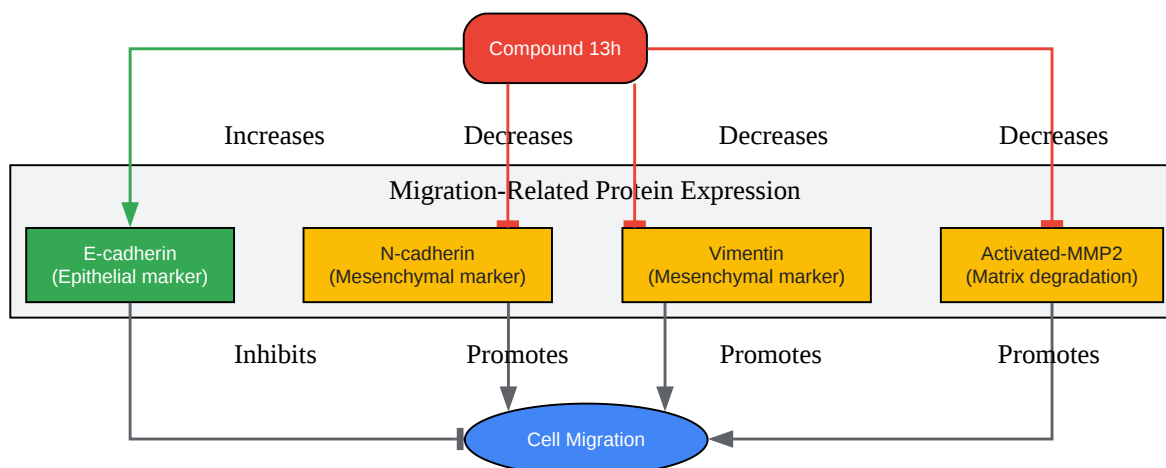 Compound 13h
Increases
Decreases
Decreases
Decreases
Migration-Related Protein Expression
E-cadherin
(Epithelial marker)
N-cadherin
(Mesenchymal marker)
Vimentin
(Mesenchymal marker)
Activated-MMP2
(Matrix degradation)
Inhibits
Promotes
Promotes
Promotes
Cell Migration